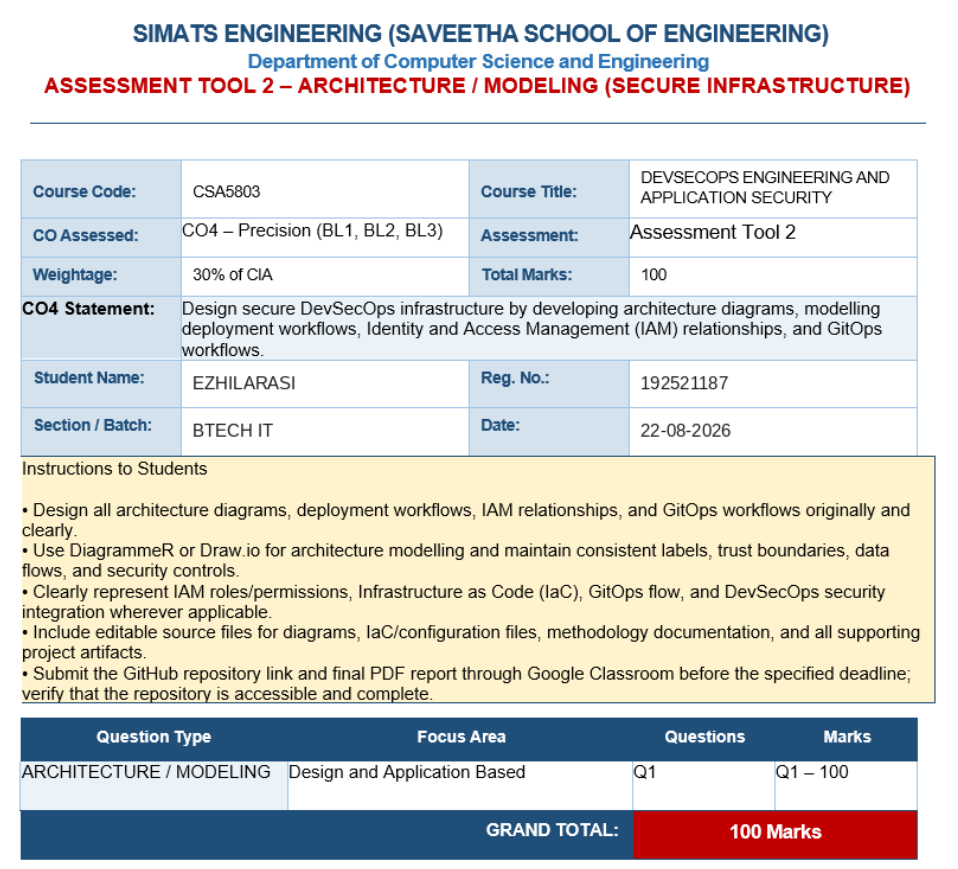 SIMATS ENGINEERING (SAVEETHA SCHOOL OF ENGINEERING)
Department of Computer Science and Engineering
ASSESSMENT TOOL 2 – ARCHITECTURE / MODELING (SECURE INFRASTRUCTURE)
Course Code: CSA5803 Course Title: DEVSECOPS ENGINEERING AND
APPLICATION SECURITY
CO Assessed: CO4 – Precision (BL1, BL2, BL3) Assessment: Assessment Tool 2
Weightage: 30% of CIA Total Marks: 100
CO4 Statement: Design secure DevSecOps infrastructure by developing architecture diagrams, modelling
deployment workflows, Identity and Access Management (IAM) relationships, and GitOps
workflows.
Student Name: EZHILARASI Reg. No.: 192521187
Section / Batch: BTECH IT Date: 22-08-2026
Instructions to Students
• Design all architecture diagrams, deployment workflows, IAM relationships, and GitOps workflows originally and
clearly.
• Use DiagrammeR or Draw.io for architecture modelling and maintain consistent labels, trust boundaries, data
flows, and security controls.
• Clearly represent IAM roles/permissions, Infrastructure as Code (IaC), GitOps flow, and DevSecOps security
integration wherever applicable.
• Include editable source files for diagrams, IaC/configuration files, methodology documentation, and all supporting
project artifacts.
• Submit the GitHub repository link and final PDF report through Google Classroom before the specified deadline;
verify that the repository is accessible and complete.
Question Type Focus Area Questions Marks
ARCHITECTURE / MODELING Design and Application Based Q1 Q1 – 100
GRAND TOTAL: 100 Marks